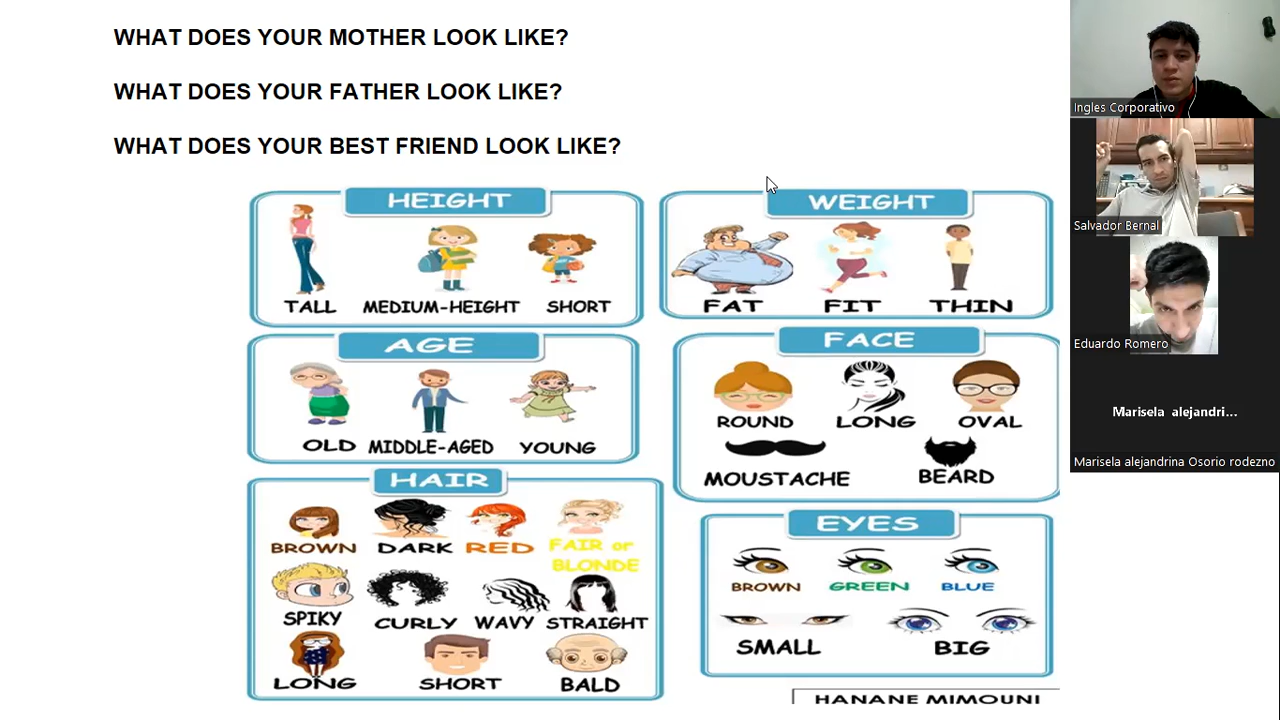 WHAT DOES YOUR MOTHER LOOK LIKE?
WHAT DOES YOUR FATHER LOOK LIKE?
WHAT DOES YOUR BEST FRIEND LOOK LIKE?
HEIGHT
TALL MEDIUM-HEIGHT SHORT
WEIGHT
FAT FIT THIN
AGE
OLD MIDDLE-AGED YOUNG
FACE
ROUND LONG OVAL
MOUSTACHE BEARD
HAIR
BROWN DARK RED FAIR or
BLONDE
SPIKY CURLY WAVY STRAIGHT
LONG SHORT BALD
EYES
BROWN GREEN BLUE
SMALL BIG
HANANE MIMOUNI
Ingles Corporativo
Salvador Bernal
Eduardo Romero
Marisela alejandri...
Marisela alejandrina Osorio rodezno